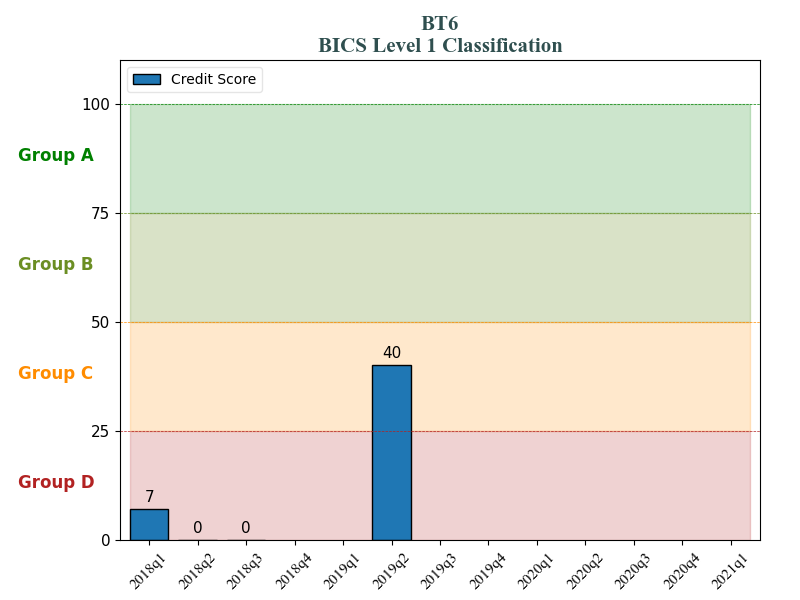 BT6
BICS Level 1 Classification
Credit Score
100
Group A
75
Group B
50
40
Group C
25
Group D
7
0
0
0
2018q1
2018q2
2018q3
2018q4
2019q1
2019q2
2019q3
2019q4
2020q1
2020q2
2020q3
2020q4
2021q1